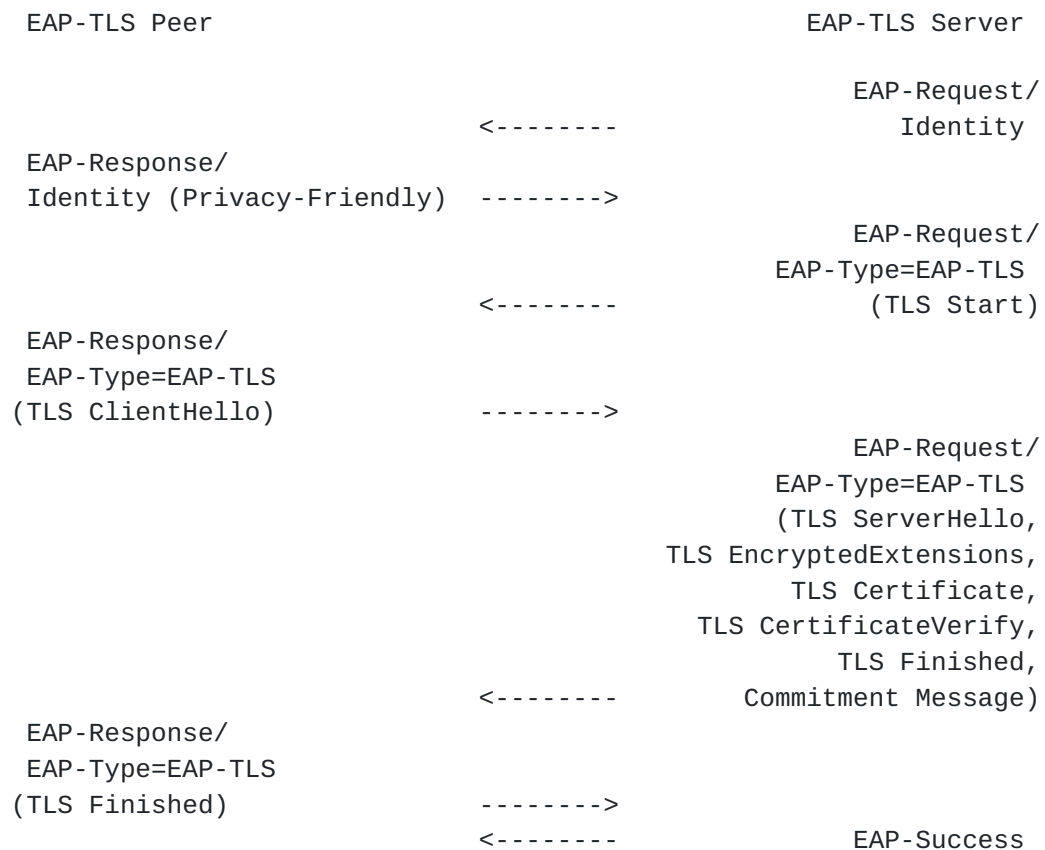 EAP-TLS Peer                                      EAP-TLS Server
EAP-Request/
<--------                  Identity
EAP-Response/
Identity (Privacy-Friendly)  -------->
EAP-Request/
EAP-Type=EAP-TLS
<--------                (TLS Start)
EAP-Response/
EAP-Type=EAP-TLS
(TLS ClientHello)             -------->
EAP-Request/
EAP-Type=EAP-TLS
(TLS ServerHello,
TLS EncryptedExtensions,
TLS Certificate,
TLS CertificateVerify,
TLS Finished,
<--------        Commitment Message)
EAP-Response/
EAP-Type=EAP-TLS
(TLS Finished)                -------->
<--------               EAP-Success